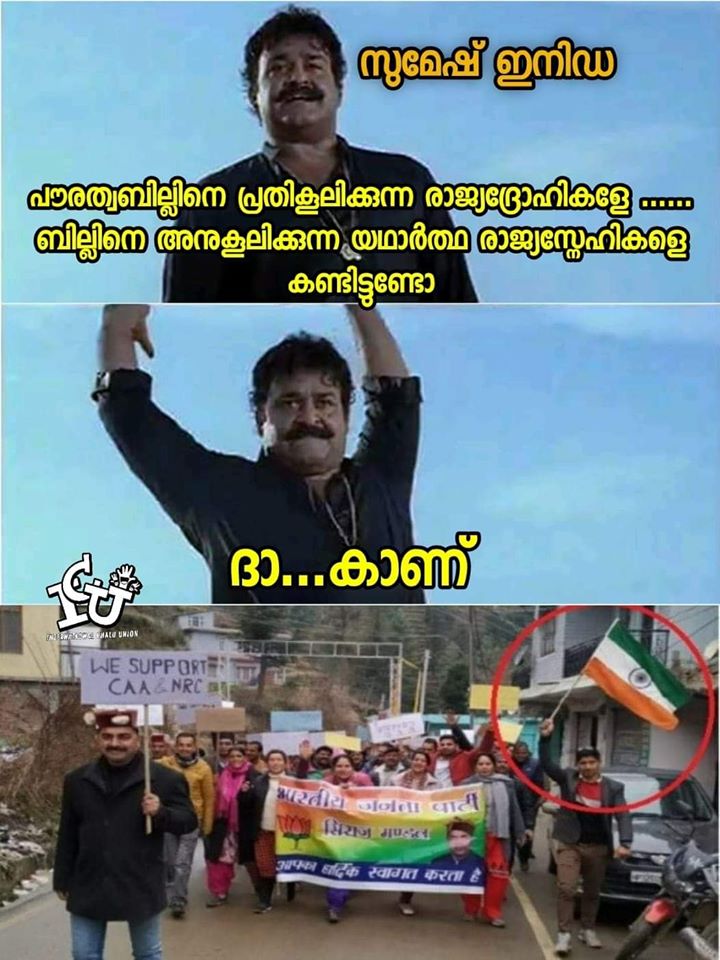 സുമേഷ് ഇനിഡ
പൗരത്വബില്ലിനെ പ്രതികൂലിക്കുന്ന രാജ്യദ്രോഹികളേ ......
ബില്ലിനെ അനുകൂലിക്കുന്ന യഥാർത്ഥ രാജ്യസ്നേഹികളെ
കണ്ടിട്ടുണ്ടോ
ദാ...കാണ്
ICU
INTERNATIONAL CHALU UNION
WE SUPPORT
CAA & NRC
भारतीय जनता पार्टी
सिराज मण्डल
आपका हार्दिक स्वागत करता है